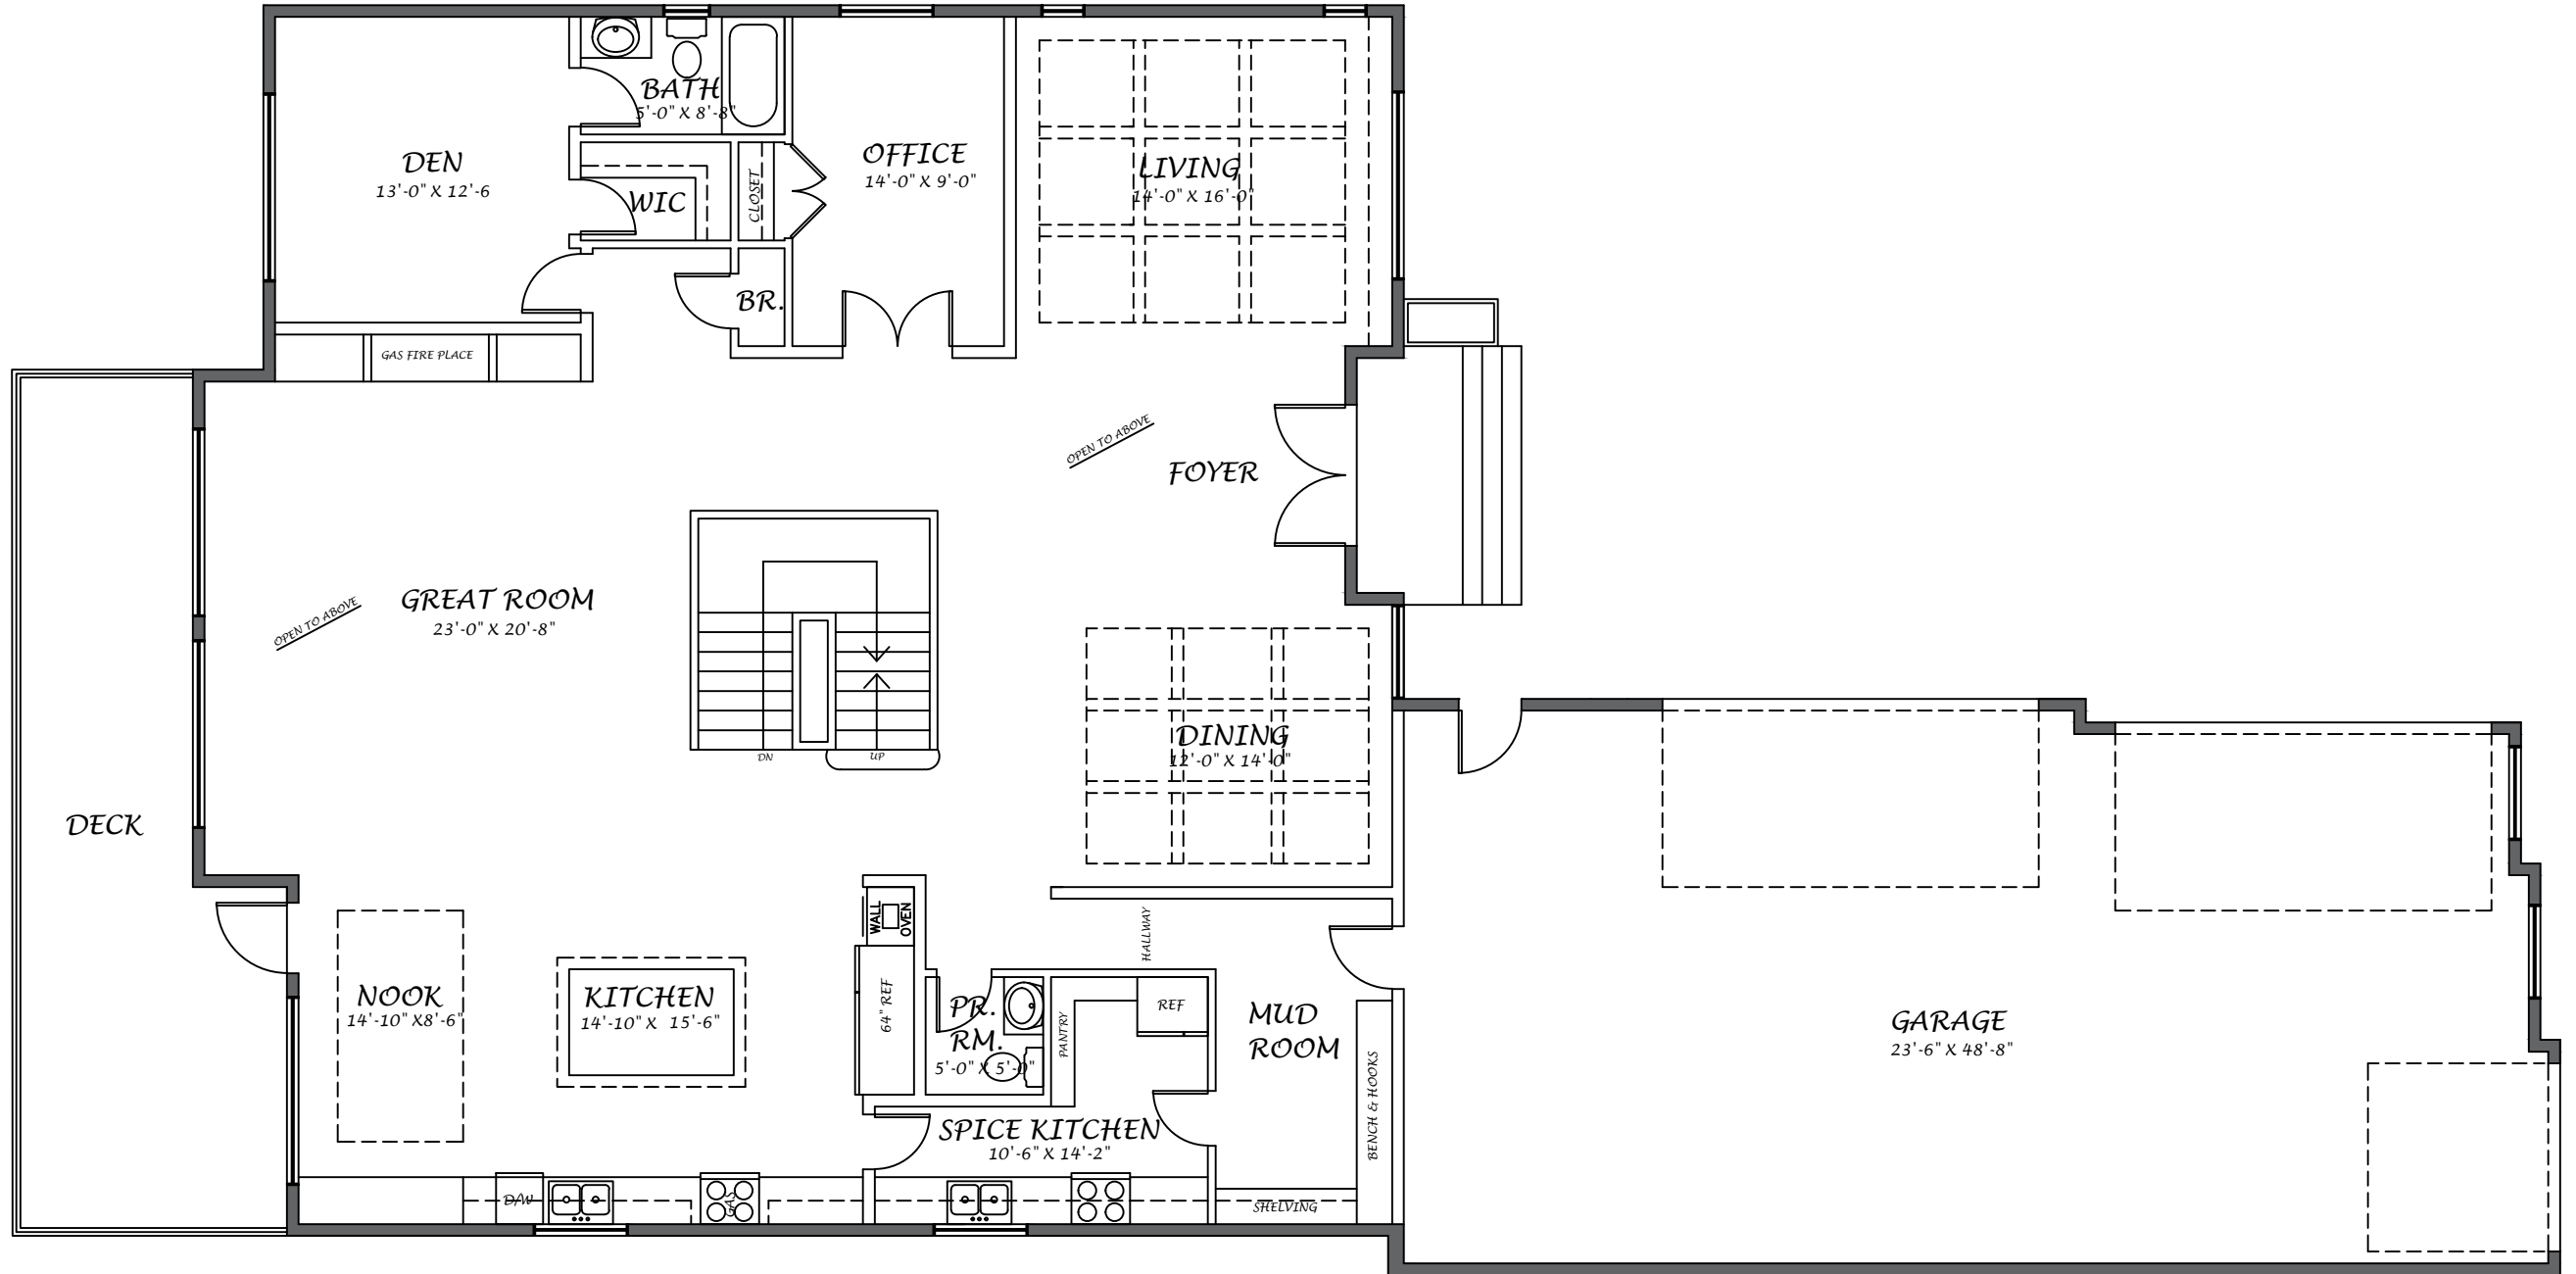 BATH
5'-0" X 8'-8"
DEN
13'-0" X 12'-6
WIC
CLOSET
OFFICE
14'-0" X 9'-0"
LIVING
14'-0" X 16'-0"
BR.
GAS FIRE PLACE
OPEN TO ABOVE
FOYER
GREAT ROOM
23'-0" X 20'-8"
OPEN TO ABOVE
DN
UP
DINING
12'-0" X 14'-0"
DECK
WALL
OVEN
HALLWAY
NOOK
14'-10" X8'-6"
KITCHEN
14'-10" X 15'-6"
64" REF
PR.
RM.
5'-0" X 5'-0"
PANTRY
REF
MUD
ROOM
BENCH & HOOKS
GARAGE
23'-6" X 48'-8"
SPICE KITCHEN
10'-6" X 14'-2"
D/W
GAS
SHELVING